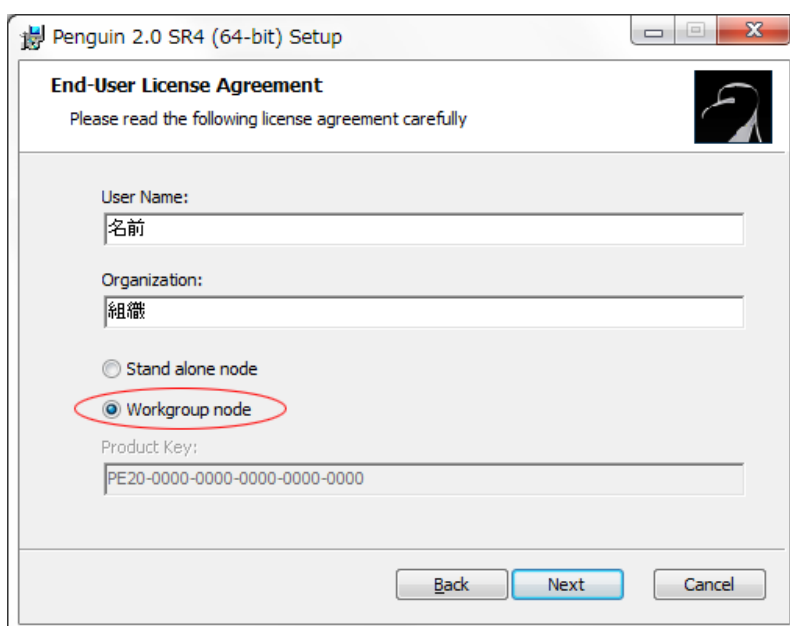 Penguin 2.0 SR4 (64-bit) Setup
End-User License Agreement
Please read the following license agreement carefully
User Name:
名前
Organization:
組織
Stand alone node
Workgroup node
Product Key:
PE20-0000-0000-0000-0000-0000
Back Next Cancel